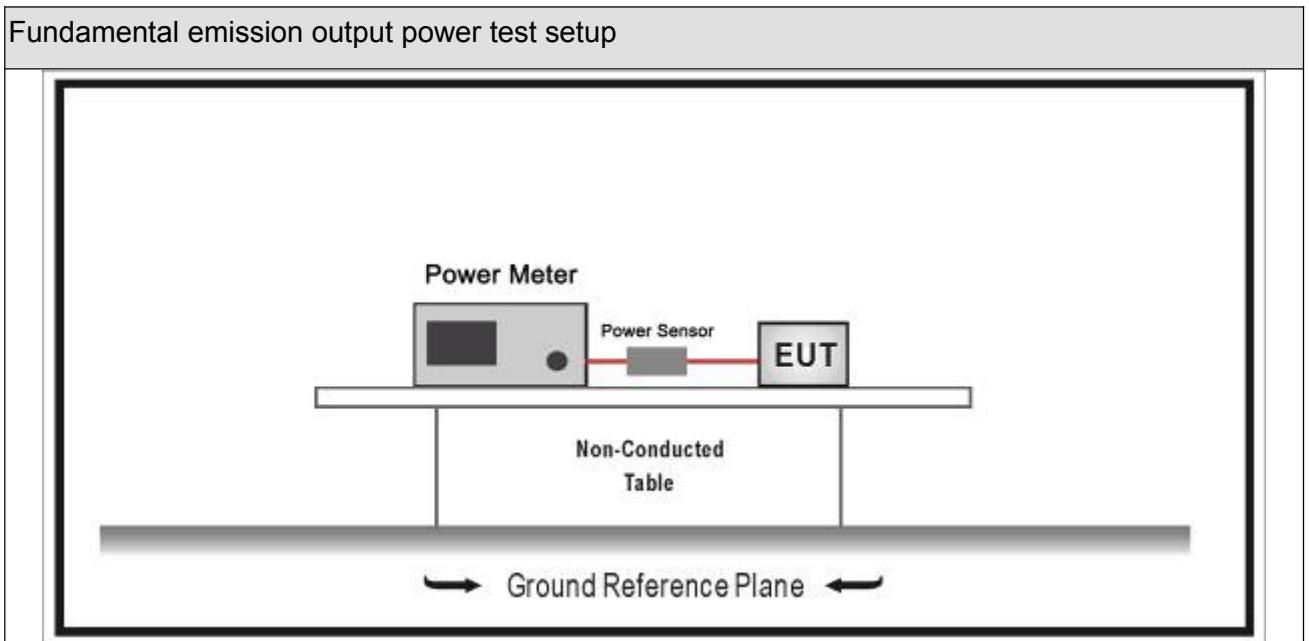 Fundamental emission output power test setup
Power Meter
Power Sensor
EUT
Non-Conducted
Table
Ground Reference Plane